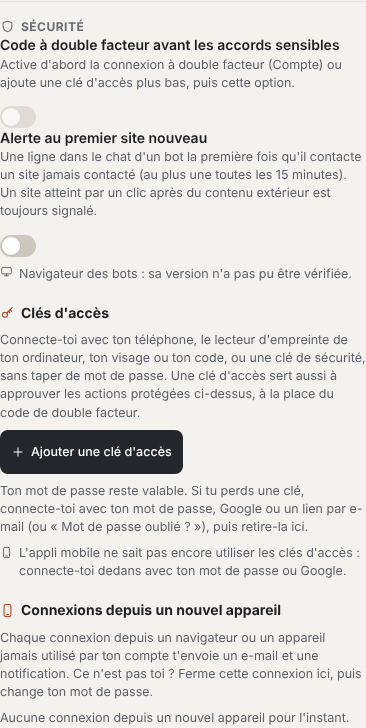 SÉCURITÉ
Code à double facteur avant les accords sensibles
Active d'abord la connexion à double facteur (Compte) ou
ajoute une clé d'accès plus bas, puis cette option.
Alerte au premier site nouveau
Une ligne dans le chat d'un bot la première fois qu'il contacte
un site jamais contacté (au plus une toutes les 15 minutes).
Un site atteint par un clic après du contenu extérieur est
toujours signalé.
Navigateur des bots : sa version n'a pas pu être vérifiée.
Clés d'accès
Connecte-toi avec ton téléphone, le lecteur d'empreinte de
ton ordinateur, ton visage ou ton code, ou une clé de sécurité,
sans taper de mot de passe. Une clé d'accès sert aussi à
approuver les actions protégées ci-dessus, à la place du
code de double facteur.
Ajouter une clé d'accès
Ton mot de passe reste valable. Si tu perds une clé,
connecte-toi avec ton mot de passe, Google ou un lien par e-
mail (ou « Mot de passe oublié ? »), puis retire-la ici.
L'appli mobile ne sait pas encore utiliser les clés d'accès :
connecte-toi dedans avec ton mot de passe ou Google.
Connexions depuis un nouvel appareil
Chaque connexion depuis un navigateur ou un appareil
jamais utilisé par ton compte t'envoie un e-mail et une
notification. Ce n'est pas toi ? Ferme cette connexion ici, puis
change ton mot de passe.
Aucune connexion depuis un nouvel appareil pour l'instant.